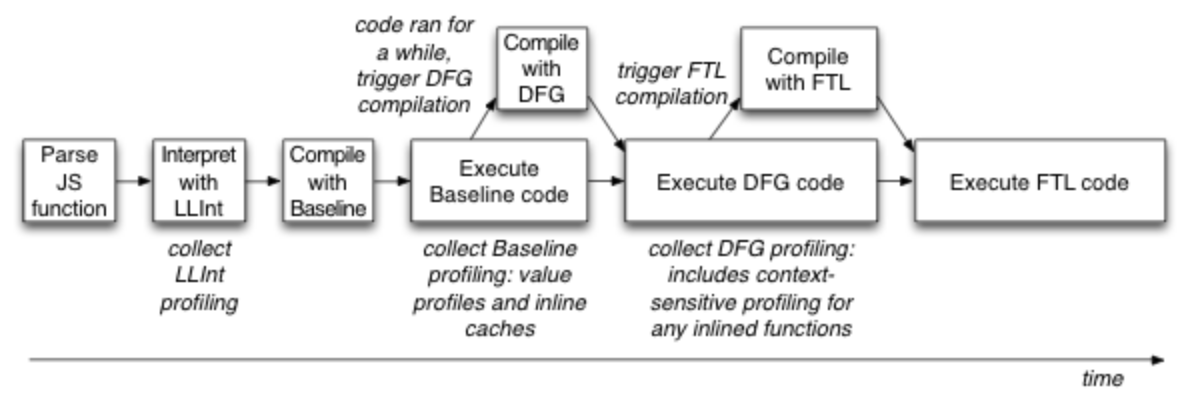 code ran for
a while,
trigger DFG
compilation
Compile
with
DFG
trigger FTL
compilation
Compile
with FTL
Parse
JS
function
Interpret
with
LLInt
Compile
with
Baseline
Execute
Baseline code
Execute DFG code
Execute FTL code
collect
LLInt
profiling
collect Baseline
profiling: value
profiles and inline
caches
collect DFG profiling:
includes context-
sensitive profiling for
any inlined functions
time